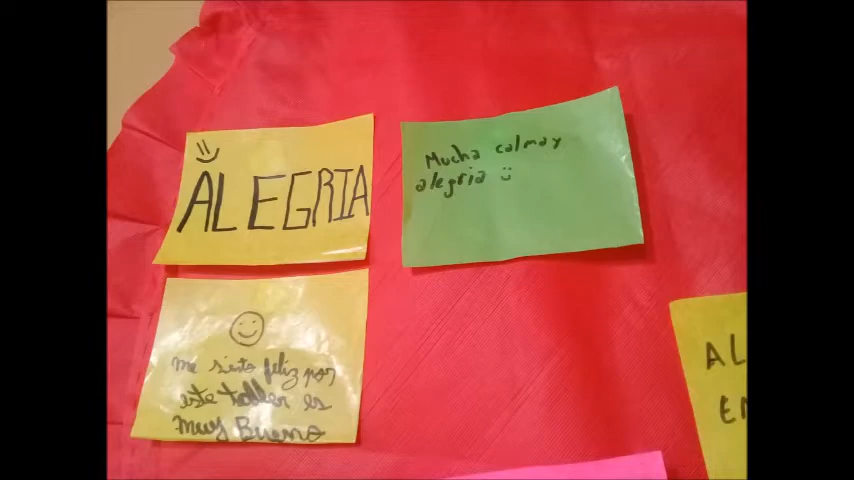 ALEGRIA
Mucha calma y
alegria
me siento feliz por
este taller es
muy Bueno
AL
EN